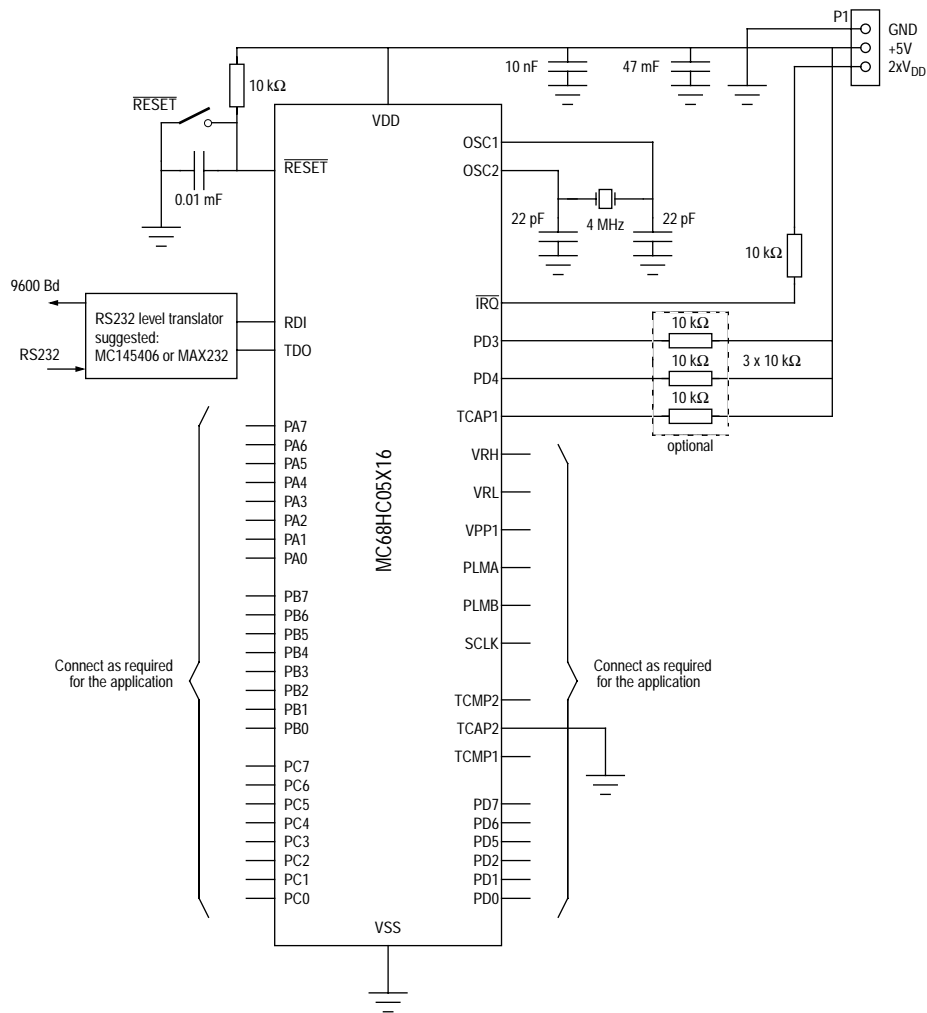 P1
GND
+5V
2xVDD
10 kΩ
10 nF
47 mF
RESET
0.01 mF
VDD
RESET
OSC1
OSC2
22 pF
4 MHz
22 pF
10 kΩ
9600 Bd
RS232
RS232 level translator
suggested:
MC145406 or MAX232
RDI
TDO
IRQ
PD3
PD4
TCAP1
10 kΩ
10 kΩ
10 kΩ
3 x 10 kΩ
optional
MC68HC05X16
PA7
PA6
PA5
PA4
PA3
PA2
PA1
PA0
PB7
PB6
PB5
PB4
PB3
PB2
PB1
PB0
PC7
PC6
PC5
PC4
PC3
PC2
PC1
PC0
Connect as required
for the application
VRH
VRL
VPP1
PLMA
PLMB
SCLK
TCMP2
TCAP2
TCMP1
PD7
PD6
PD5
PD2
PD1
PD0
Connect as required
for the application
VSS